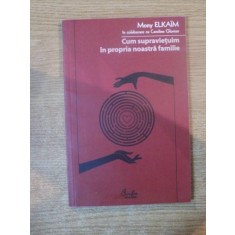 Mony ELKAÏM
în colaborare cu Caroline Glorion
Cum supraviețuim
în propria noastră familie